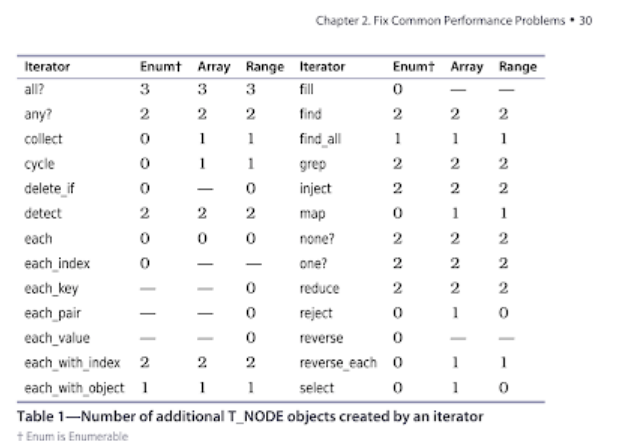 Chapter 2. Fix Common Performance Problems • 30
Iterator Enum† Array Range Iterator Enum† Array Range
all? 3 3 3 fill 0 — —
any? 2 2 2 find 2 2 2
collect 0 1 1 find_all 1 1 1
cycle 0 1 1 grep 2 2 2
delete_if 0 — 0 inject 2 2 2
detect 2 2 2 map 0 1 1
each 0 0 0 none? 2 2 2
each_index 0 — — one? 2 2 2
each_key — — 0 reduce 2 2 2
each_pair — — 0 reject 0 1 0
each_value — — 0 reverse 0 — —
each_with_index 2 2 2 reverse_each 0 1 1
each_with_object 1 1 1 select 0 1 0
Table 1—Number of additional T_NODE objects created by an iterator
† Enum is Enumerable